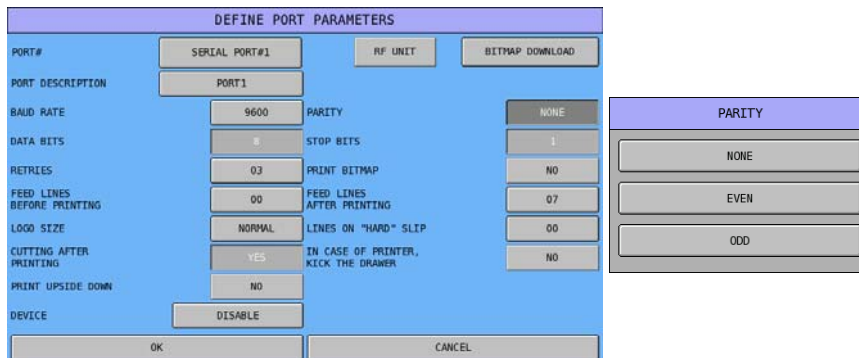 DEFINE PORT PARAMETERS
PORT# SERIAL PORT#1 RF UNIT BITMAP DOWNLOAD
PORT DESCRIPTION PORT1
BAUD RATE 9600 PARITY NONE
DATA BITS 8 STOP BITS 1
RETRIES 03 PRINT BITMAP NO
FEED LINES
BEFORE PRINTING 00 FEED LINES
AFTER PRINTING 07
LOGO SIZE NORMAL LINES ON "HARD" SLIP 00
CUTTING AFTER
PRINTING YES IN CASE OF PRINTER,
KICK THE DRAWER NO
PRINT UPSIDE DOWN NO
DEVICE DISABLE
OK CANCEL
PARITY
NONE
EVEN
ODD